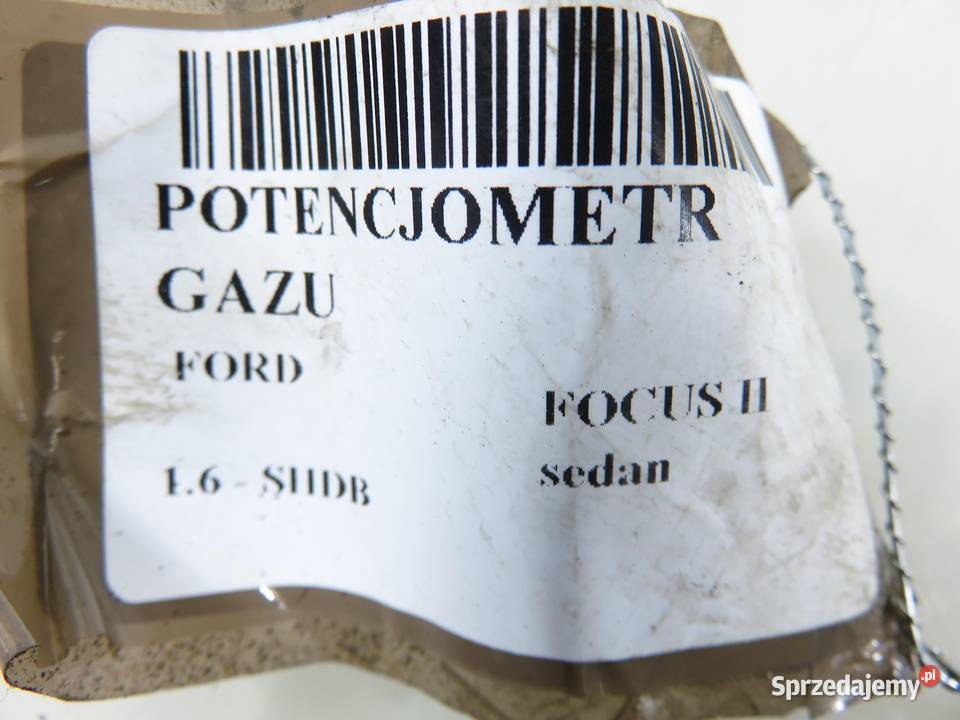 POTENCJOMETR
GAZU
FORD
FOCUS II
1.6 - SHDB
sedan
Sprzedajemy.pl